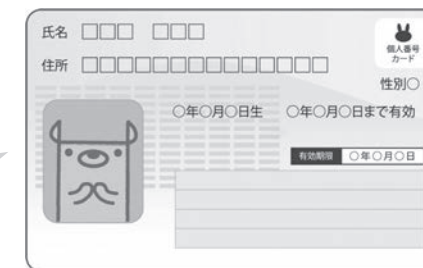 氏名 □□□ □□□
個人番号
カード
住所 □□□□□□□□□□□□□□
性別○
○年○月○日生 ○年○月○日まで有効
有効期限 ○年○月○日